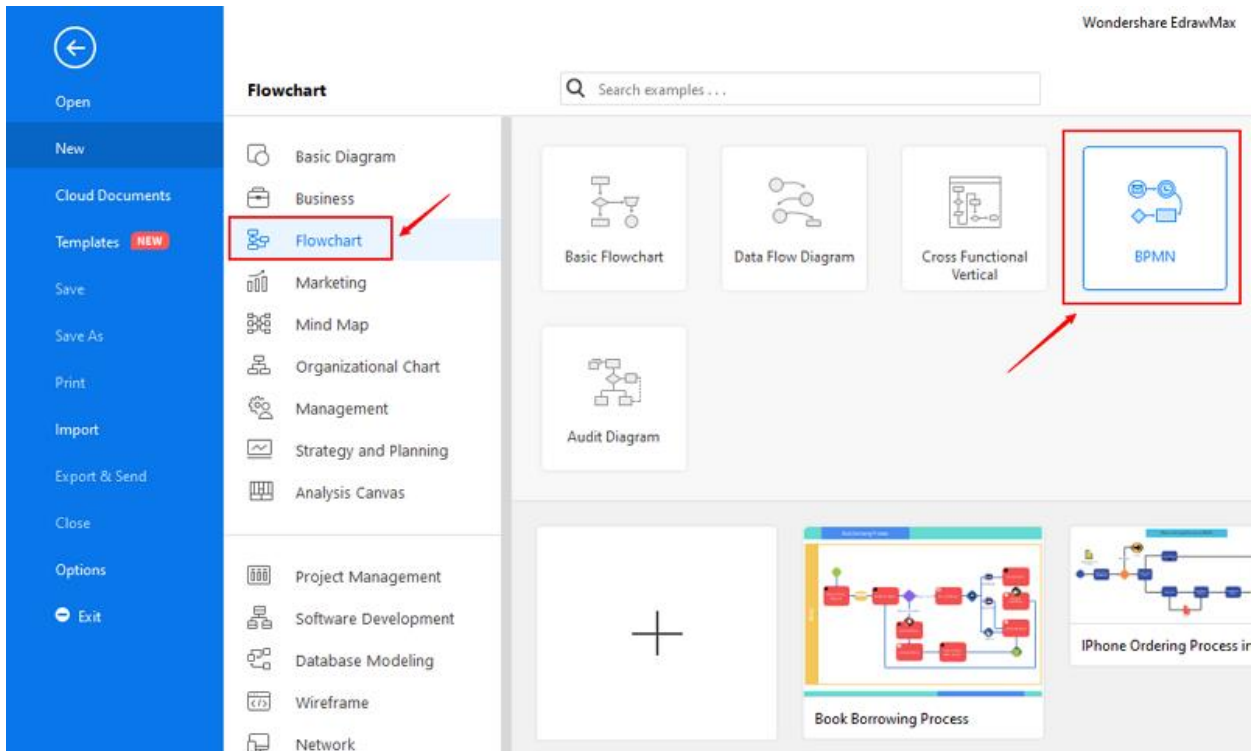 Wondershare EdrawMax
Open
New
Cloud Documents
Templates NEW
Save
Save As
Print
Import
Export & Send
Close
Options
Exit
Flowchart
Search examples . . .
Basic Diagram
Business
Flowchart
Marketing
Mind Map
Organizational Chart
Management
Strategy and Planning
Analysis Canvas
Project Management
Software Development
Database Modeling
Wireframe
Network
Basic Flowchart
Data Flow Diagram
Cross Functional
Vertical
BPMN
Audit Diagram
Book Borrowing Process
Book Borrowing Process
IPhone Ordering Process in